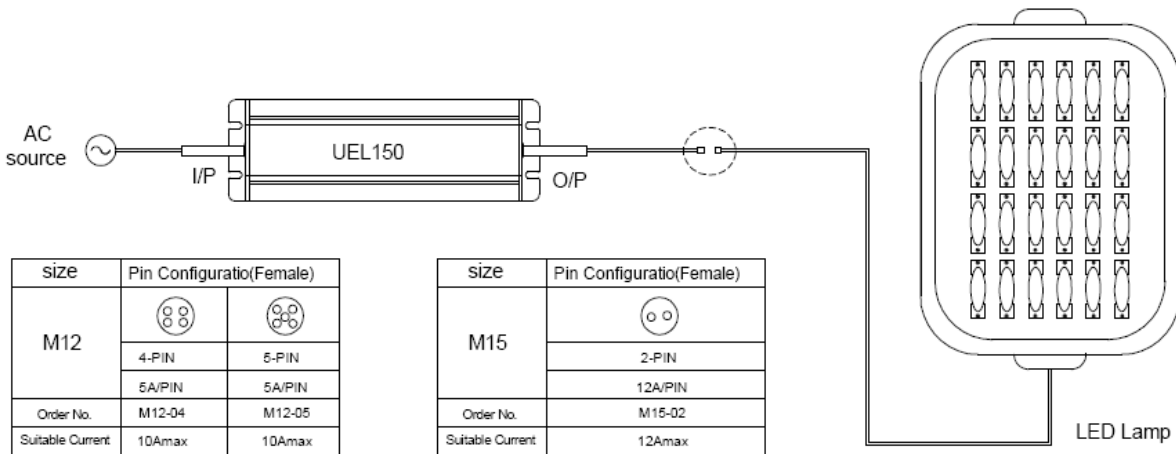 AC
source
I/P
UEL150
O/P
LED Lamp
size Pin Configuratio(Female)
M12
4-PIN 5-PIN
5A/PIN 5A/PIN
Order No. M12-04 M12-05
Suitable Current 10Amax 10Amax
size Pin Configuratio(Female)
M15
2-PIN
12A/PIN
Order No. M15-02
Suitable Current 12Amax